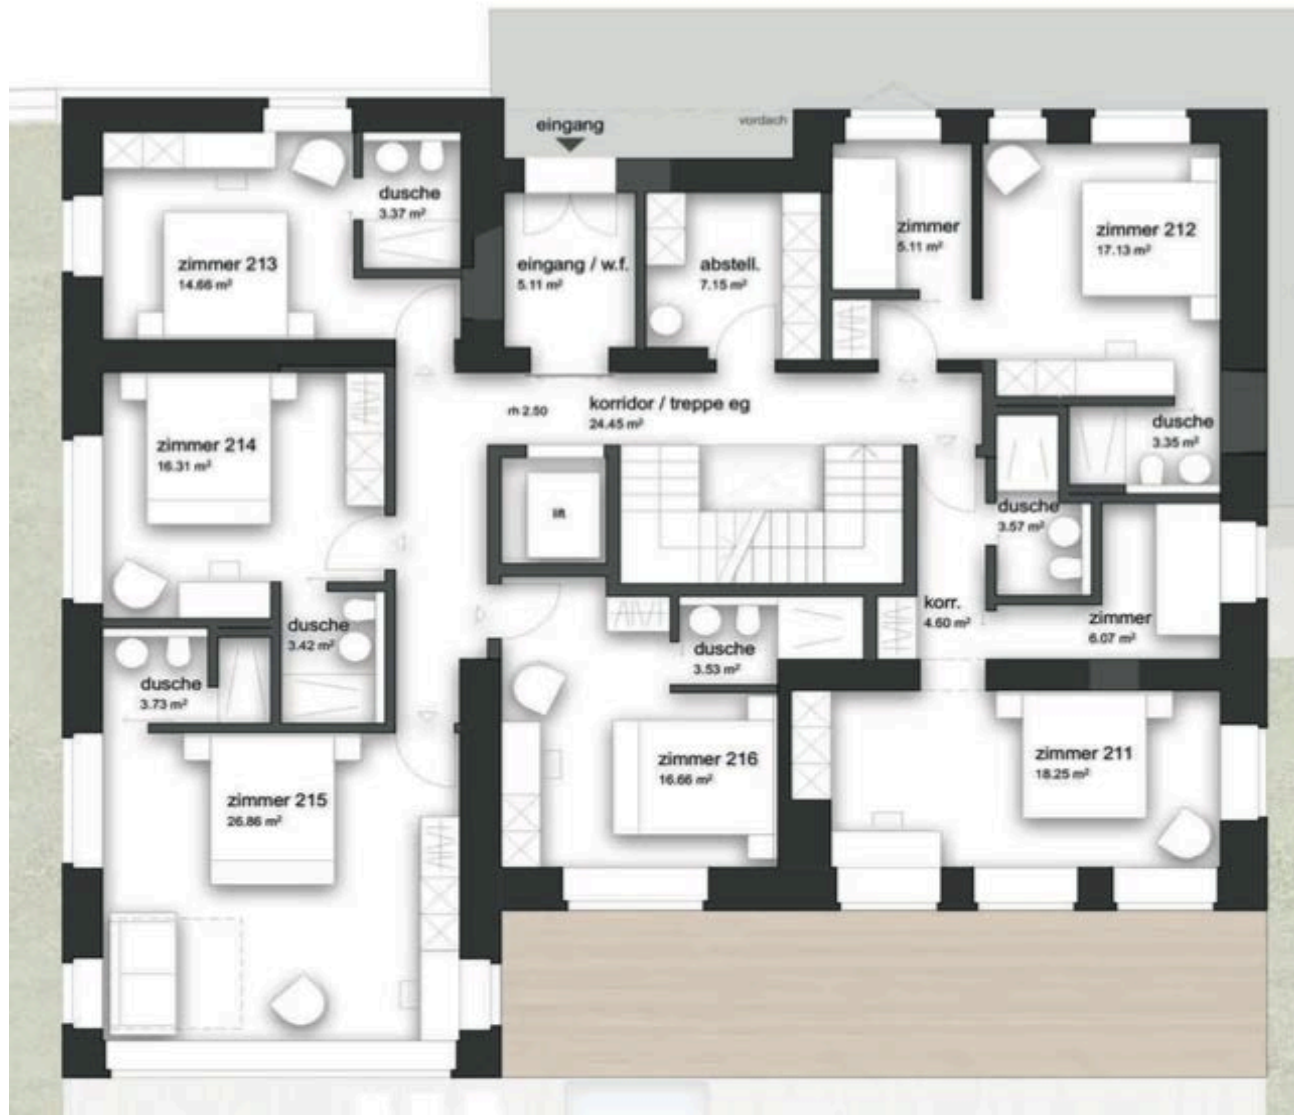 eingang
vordach
dusche
3.37 m²
zimmer 213
14.66 m²
eingang / w.f.
5.11 m²
abstell.
7.15 m²
zimmer
5.11 m²
zimmer 212
17.13 m²
zimmer 214
16.31 m²
rh 2.50
korridor / treppe eg
24.45 m²
dusche
3.35 m²
lift
dusche
3.57 m²
dusche
3.42 m²
korr.
4.60 m²
zimmer
6.07 m²
dusche
3.73 m²
dusche
3.53 m²
zimmer 215
26.86 m²
zimmer 216
16.66 m²
zimmer 211
18.25 m²